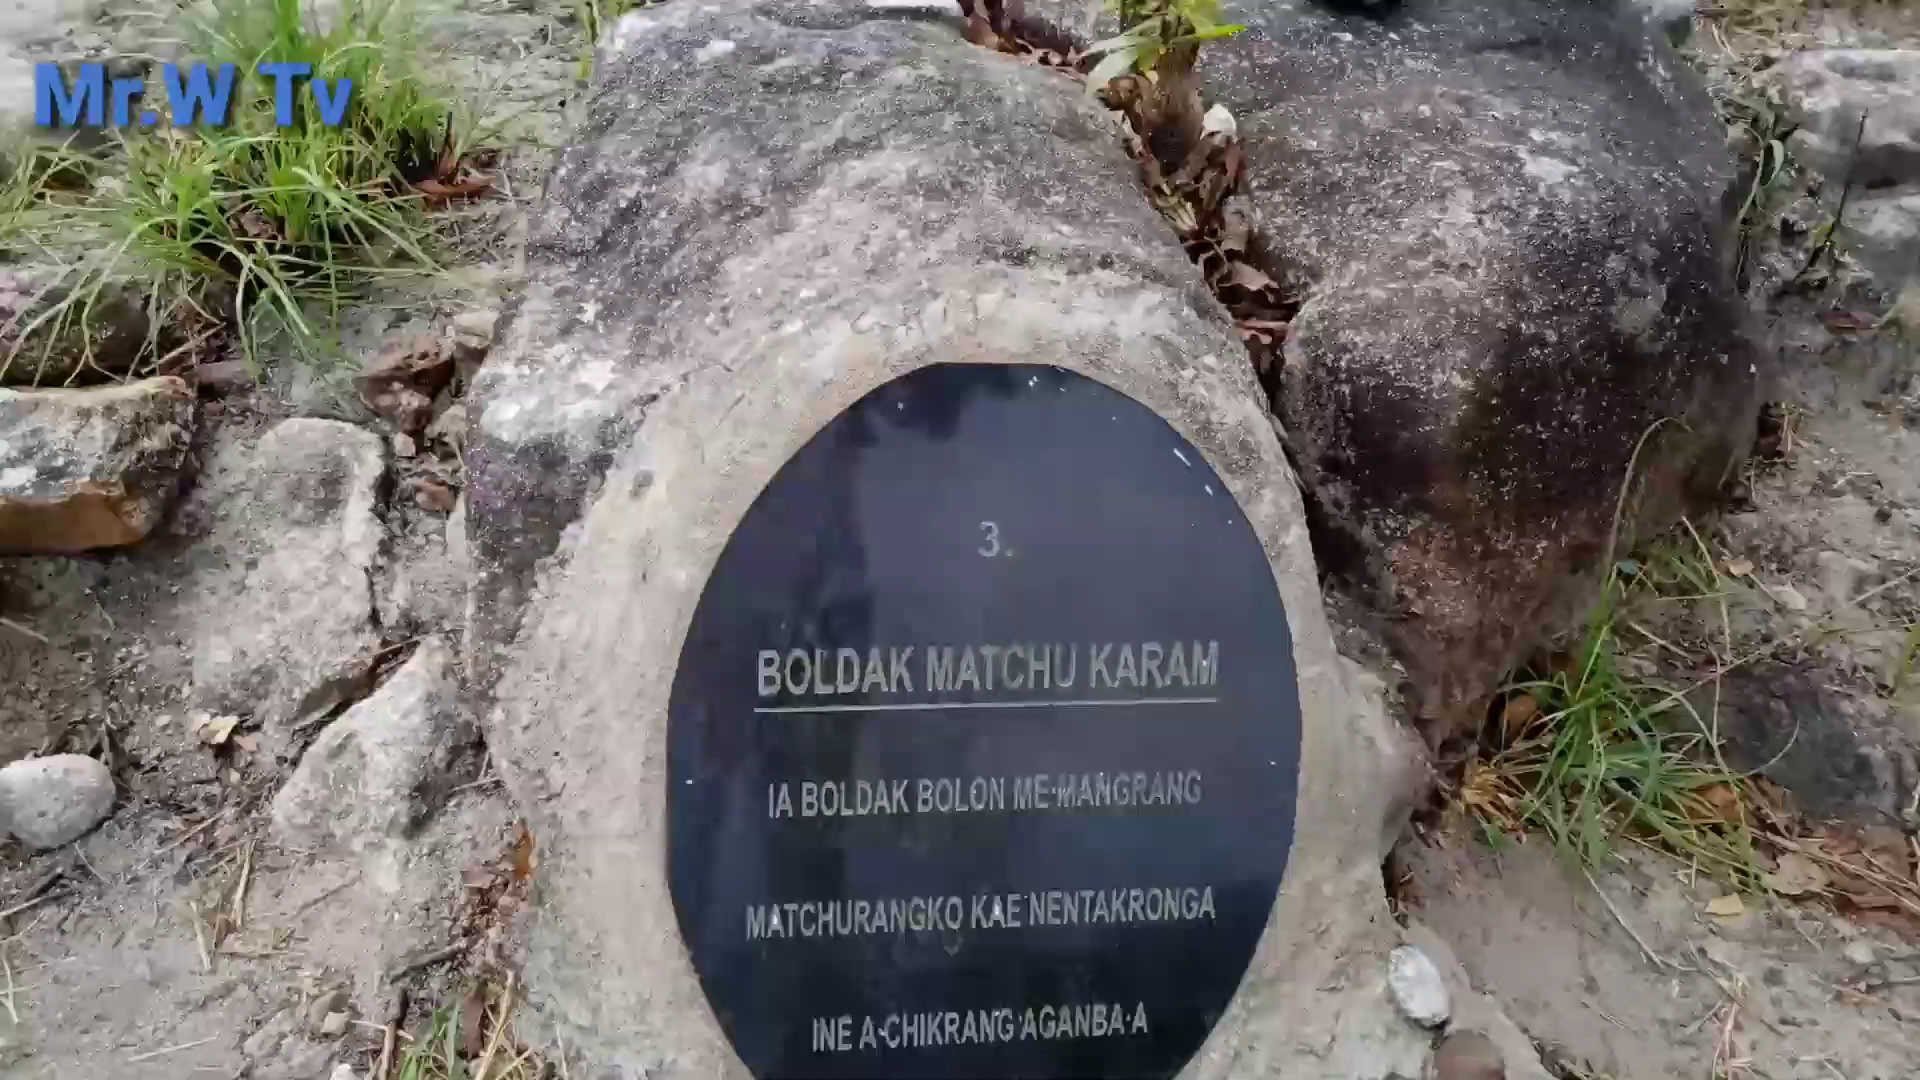 Mr.W Tv
3.
BOLDAK MATCHU KARAM
IA BOLDAK BOLON ME·MANGRANG
MATCHURANGKO KAE NENTAKRONGA
INE A·CHIKRANG AGANBA·A